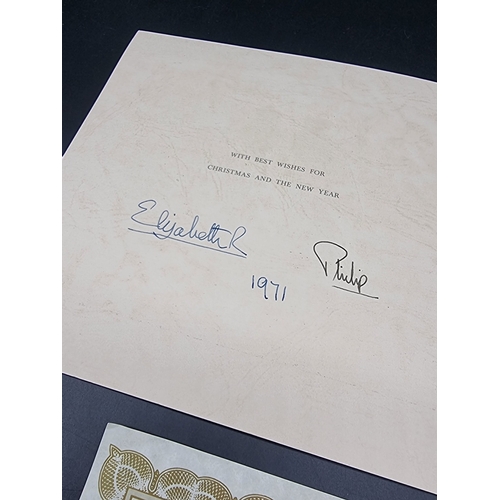 WITH BEST WISHES FOR
CHRISTMAS AND THE NEW YEAR
Elizabeth R
Philip
1971